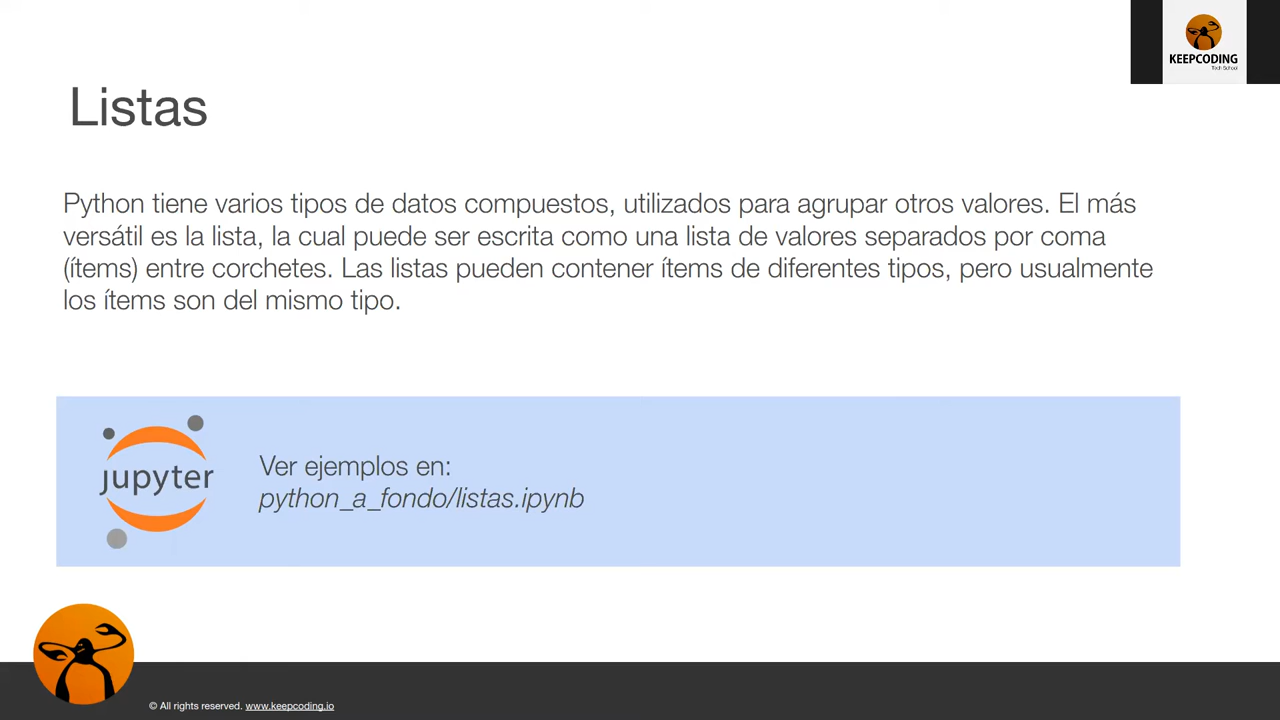 KEEPCODING
Tech School
Listas
Python tiene varios tipos de datos compuestos, utilizados para agrupar otros valores. El más
versátil es la lista, la cual puede ser escrita como una lista de valores separados por coma
(ítems) entre corchetes. Las listas pueden contener ítems de diferentes tipos, pero usualmente
los ítems son del mismo tipo.
jupyter
Ver ejemplos en:
python_a_fondo/listas.ipynb
© All rights reserved. www.keepcoding.io